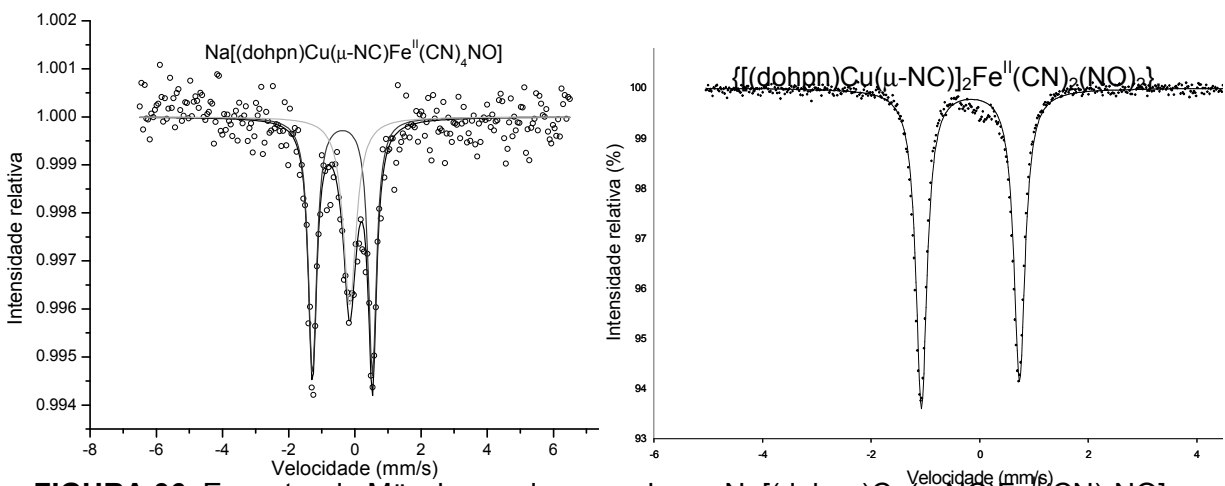 1.002
1.001
1.000
0.999
0.998
0.997
0.996
0.995
0.994
Intensidade relativa
Na[(dohpn)Cu(μ-NC)Fe^II(CN)₄NO]
-8 -6 -4 -2 0 2 4 6
Velocidade (mm/s)
{[(dohpn)Cu(μ-NC)]₂Fe^II(CN)₂(NO)₂}
100
99
98
97
96
95
94
93
Intensidade relativa (%)
-6 -4 -2 0 2 4
Velocidade (mm/s)